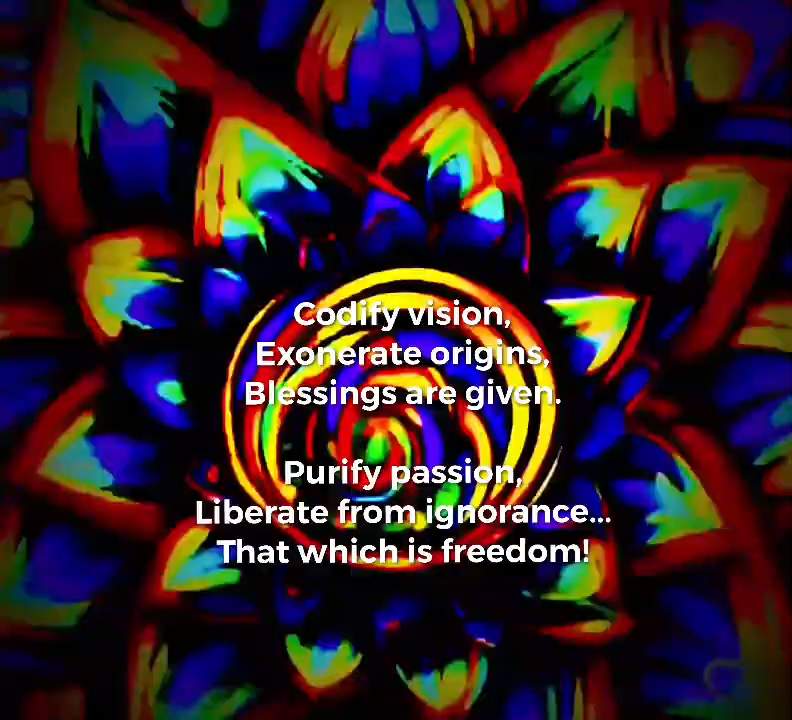 Codify vision,
Exonerate origins,
Blessings are given.
Purify passion,
Liberate from ignorance...
That which is freedom!